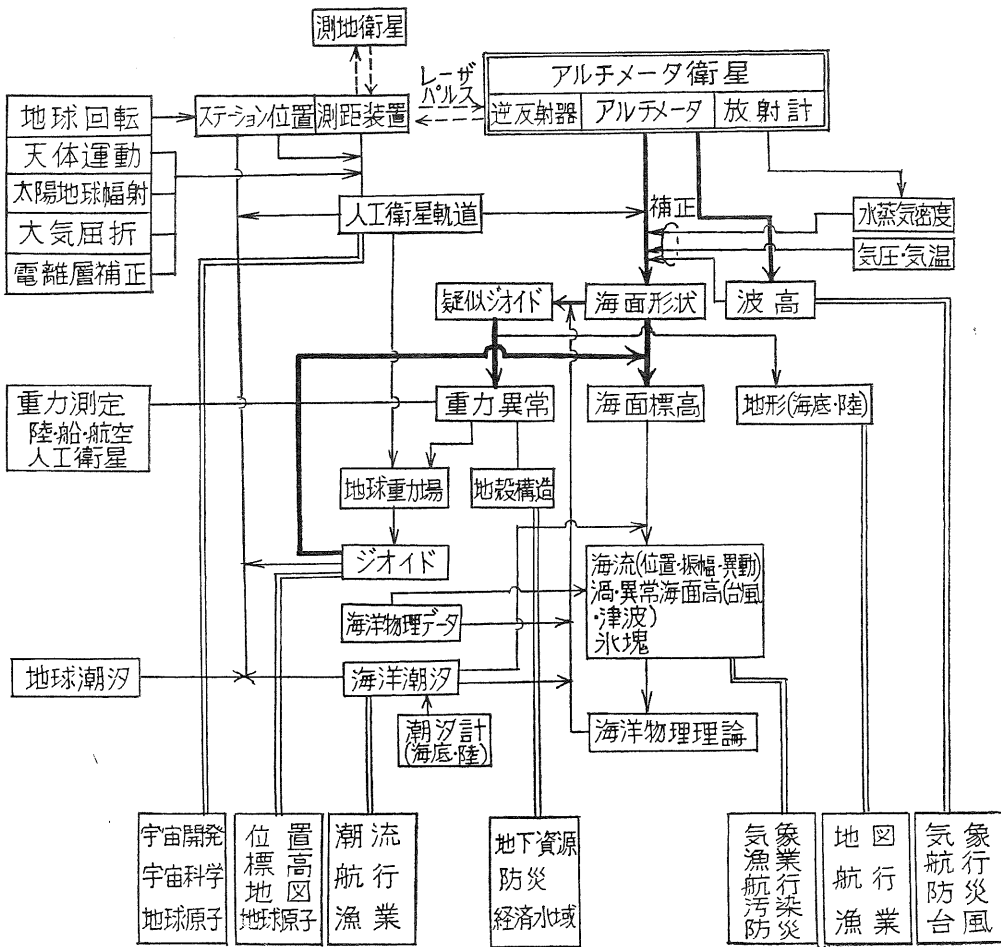 測地衛星
レーザ
パルス
アルチメータ衛星
逆反射器
アルチメータ
放射計
地球回転
ステーション位置
測距装置
天体運動
太陽地球輻射
大気屈折
電離層補正
人工衛星軌道
補正
水蒸気密度
気圧・気温
疑似ジオイド
海面形状
波高
重力測定
陸・船・航空
人工衛星
重力異常
海面標高
地形(海底・陸)
地球重力場
地殻構造
ジオイド
海流(位置・振幅・異動)
渦・異常海面高(台風
・津波)
氷塊
海洋物理データ
地球潮汐
海洋潮汐
潮汐計
(海底・陸)
海洋物理理論
宇宙開発
宇宙科学
地球原子
位置
標高
地図
地球原子
潮流
航行
漁業
地下資源
防災
経済水域
気象
漁業
航行
汚染
防災
地図
航行
漁業
気象
航行
防災
台風